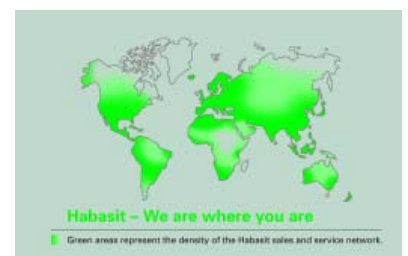 Habasit – We are where you are
Green areas represent the density of the Habasit sales and service network.